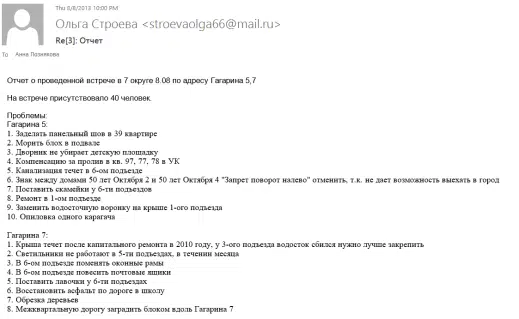 Thu 8/8/2013 10:00 PM
Ольга Строева <stroevaolga66@mail.ru>
Re[3]: Отчет
To Анна Познякова
Отчет о проведенной встрече в 7 округе 8.08 по адресу Гагарина 5,7
На встрече присутствовало 40 человек.
Проблемы:
Гагарина 5:
1. Заделать панельный шов в 39 квартире
2. Морить блох в подвале
3. Дворник не убирает детскую площадку
4. Компенсацию за пролив в кв. 97, 77, 78 в УК
5. Канализация течет в 6-ом подъезде
6. Знак между домами 50 лет Октября 2 и 50 лет Октября 4 "Запрет поворот налево" отменить, т.к. не дает возможность выехать в город
7. Поставить скамейки у 6-ти подъездов
8. Ремонт в 1-ом подъезде
9. Заменить водосточную воронку на крыше 1-ого подъезда
10. Опиловка одного карагача
Гагарина 7:
1. Крыша течет после капитального ремонта в 2010 году, у 3-ого подъезда водосток сбился нужно лучше закрепить
2. Светильники не работают в 5-ти подъездах, в течении месяца
3. В 6-ом подъезде поменять оконные рамы
4. В 6-ом подъезде повесить почтовые ящики
5. Поставить лавочки у 6-ти подъездах
6. Восстановить асфальт по дороге в школу
7. Обрезка деревьев
8. Межквартальную дорогу заградить блоком вдоль Гагарина 7